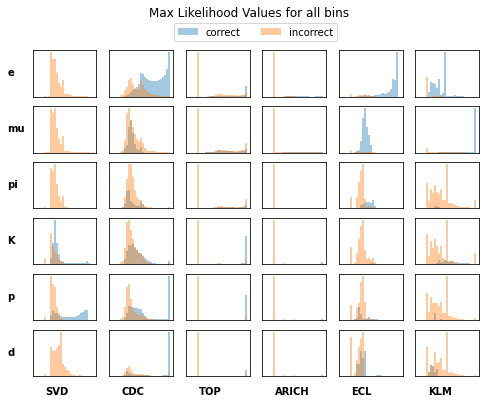 Max Likelihood Values for all bins
correct incorrect
e
mu
pi
K
p
d
SVD CDC TOP ARICH ECL KLM